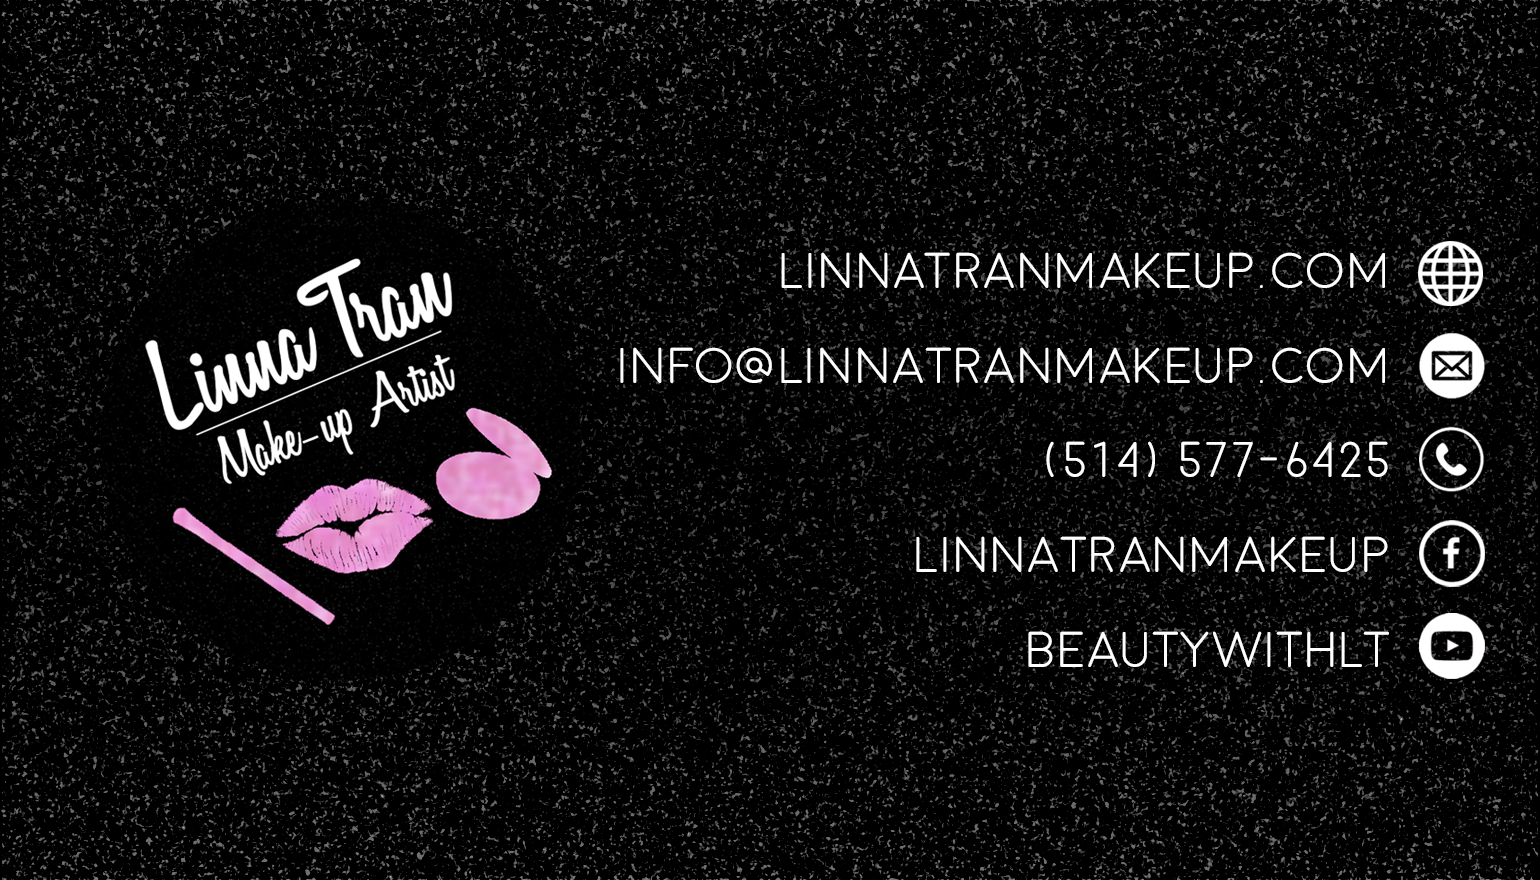 Linna Tran
Make-up Artist
LINNATRANMAKEUP.COM
INFO@LINNATRANMAKEUP.COM
(514) 577-6425
LINNATRANMAKEUP
BEAUTYWITHLT